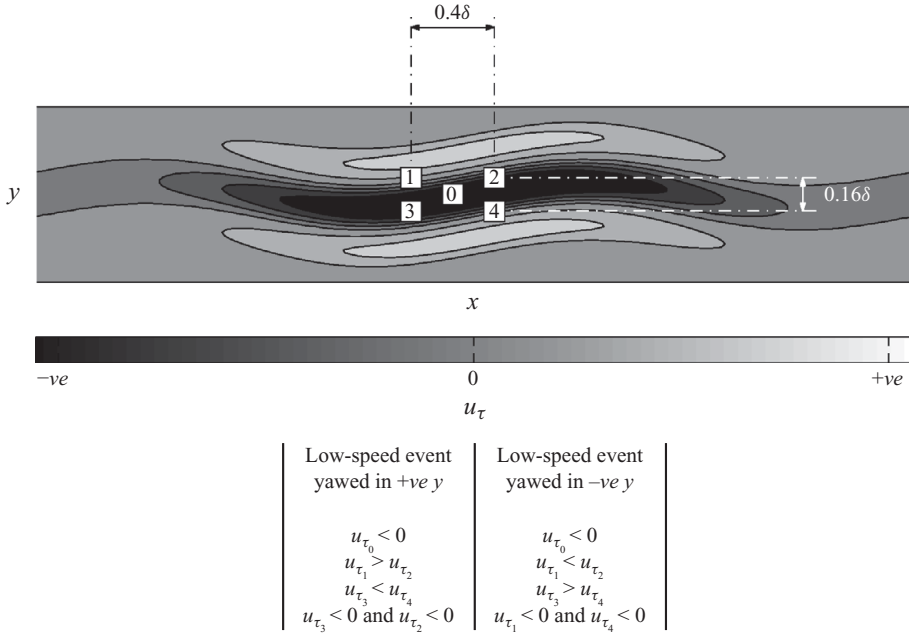 0.4δ
1 2
0
3 4
0.16δ
y
x
−ve 0 +ve
u_τ
Low-speed event
yawed in +ve y
u_τ₀ < 0
u_τ₁ > u_τ₂
u_τ₃ < u_τ₄
u_τ₃ < 0 and u_τ₂ < 0
Low-speed event
yawed in –ve y
u_τ₀ < 0
u_τ₁ < u_τ₂
u_τ₃ > u_τ₄
u_τ₁ < 0 and u_τ₄ < 0